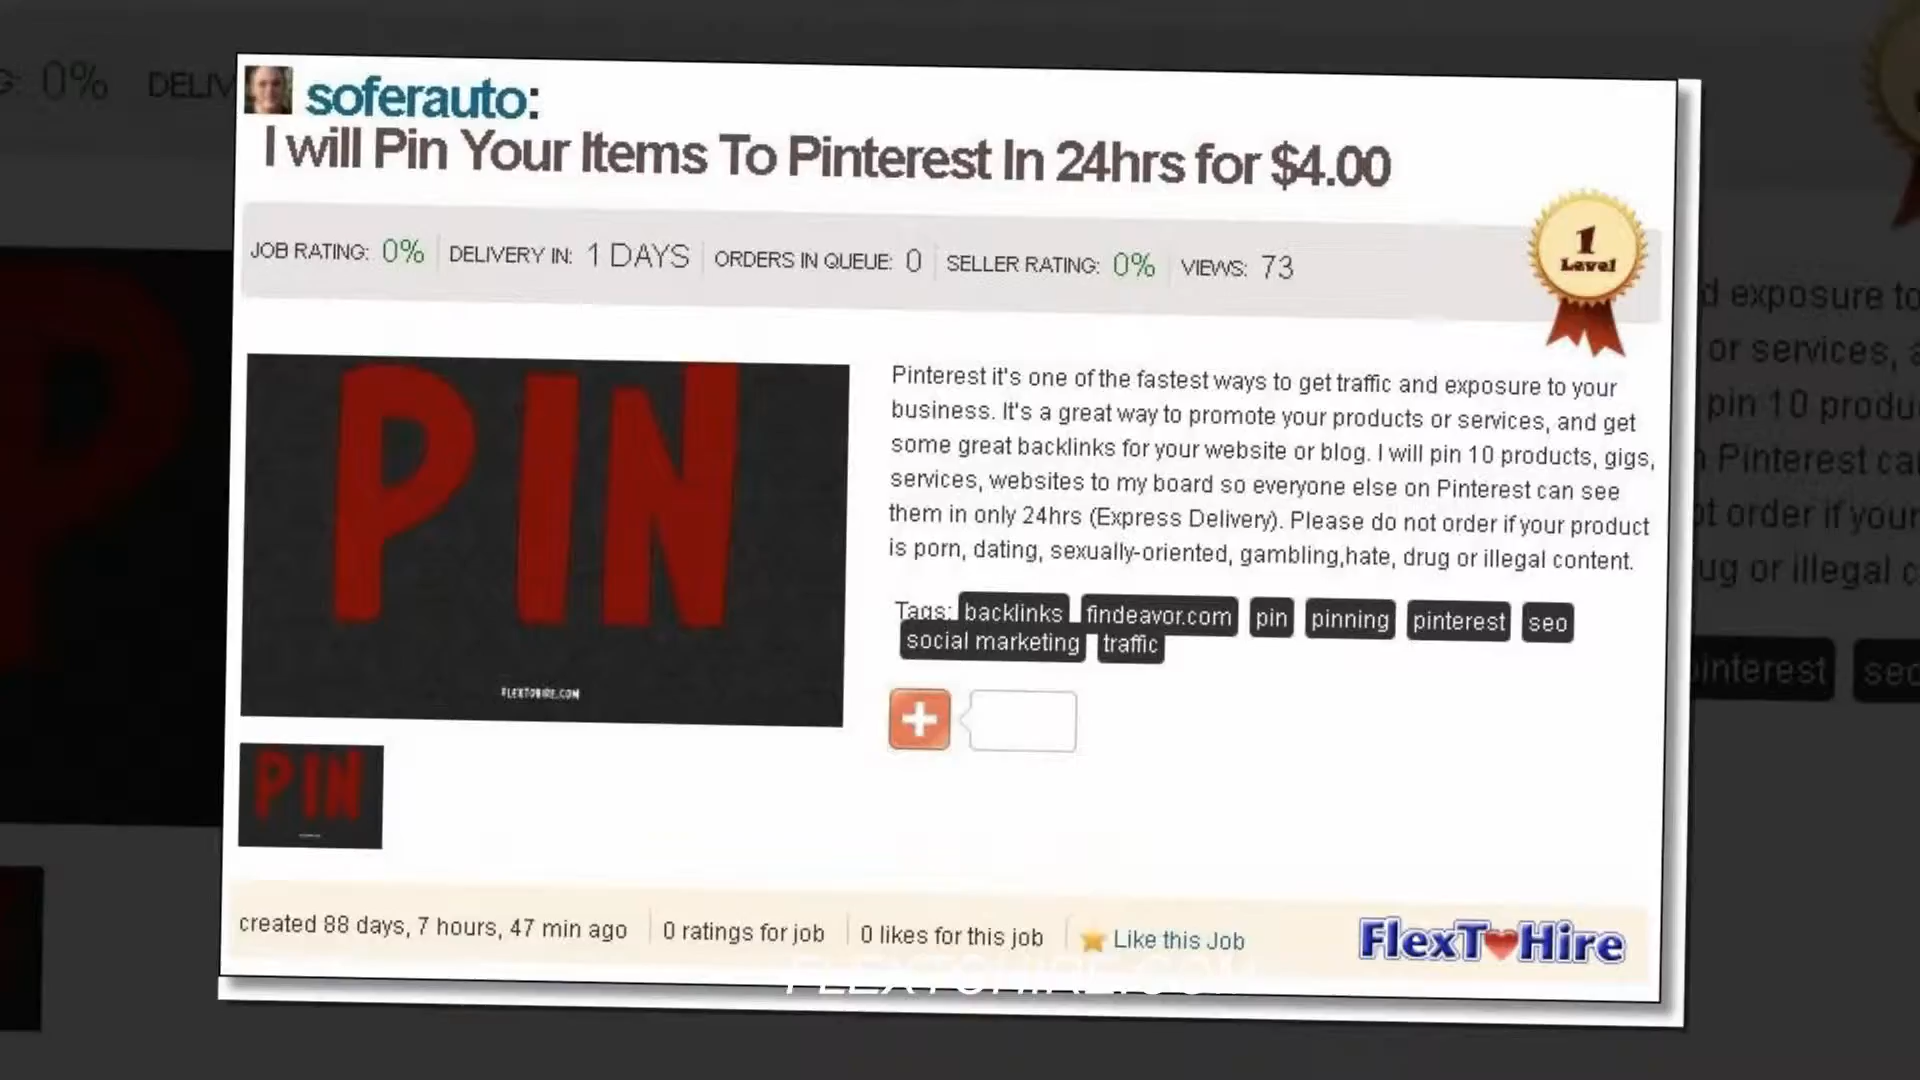 soferauto:
I will Pin Your Items To Pinterest In 24hrs for $4.00
JOB RATING: 0% DELIVERY IN: 1 DAYS ORDERS IN QUEUE: 0 SELLER RATING: 0% VIEWS: 73
1
Level
PIN
FLEXTOHIRE.COM
Pinterest it's one of the fastest ways to get traffic and exposure to your
business. It's a great way to promote your products or services, and get
some great backlinks for your website or blog. I will pin 10 products, gigs,
services, websites to my board so everyone else on Pinterest can see
them in only 24hrs (Express Delivery). Please do not order if your product
is porn, dating, sexually-oriented, gambling,hate, drug or illegal content.
Tags: backlinks findeavor.com pin pinning pinterest seo
social marketing traffic
PIN
created 88 days, 7 hours, 47 min ago 0 ratings for job 0 likes for this job Like this Job
FlexToHire
FLEXTOHIRE.COM